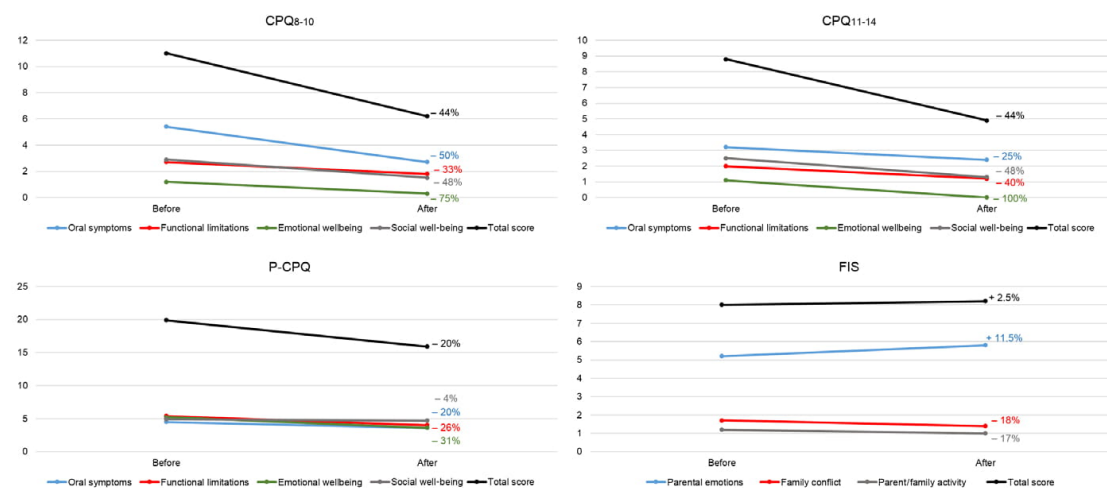 CPQ8-10
12
10
8
6
4
2
0
– 44%
– 50%
– 33%
– 48%
– 75%
Before
After
Oral symptoms
Functional limitations
Emotional wellbeing
Social well-being
Total score
CPQ11-14
10
9
8
7
6
5
4
3
2
1
0
– 44%
– 25%
– 48%
– 40%
– 100%
Before
After
Oral symptoms
Functional limitations
Emotional wellbeing
Social well-being
Total score
P-CPQ
25
20
15
10
5
0
– 20%
– 4%
– 20%
– 26%
– 31%
Before
After
Oral symptoms
Functional limitations
Emotional wellbeing
Social well-being
Total score
FIS
9
8
7
6
5
4
3
2
1
0
+ 2.5%
+ 11.5%
– 18%
– 17%
Before
After
Parental emotions
Family conflict
Parent/family activity
Total score